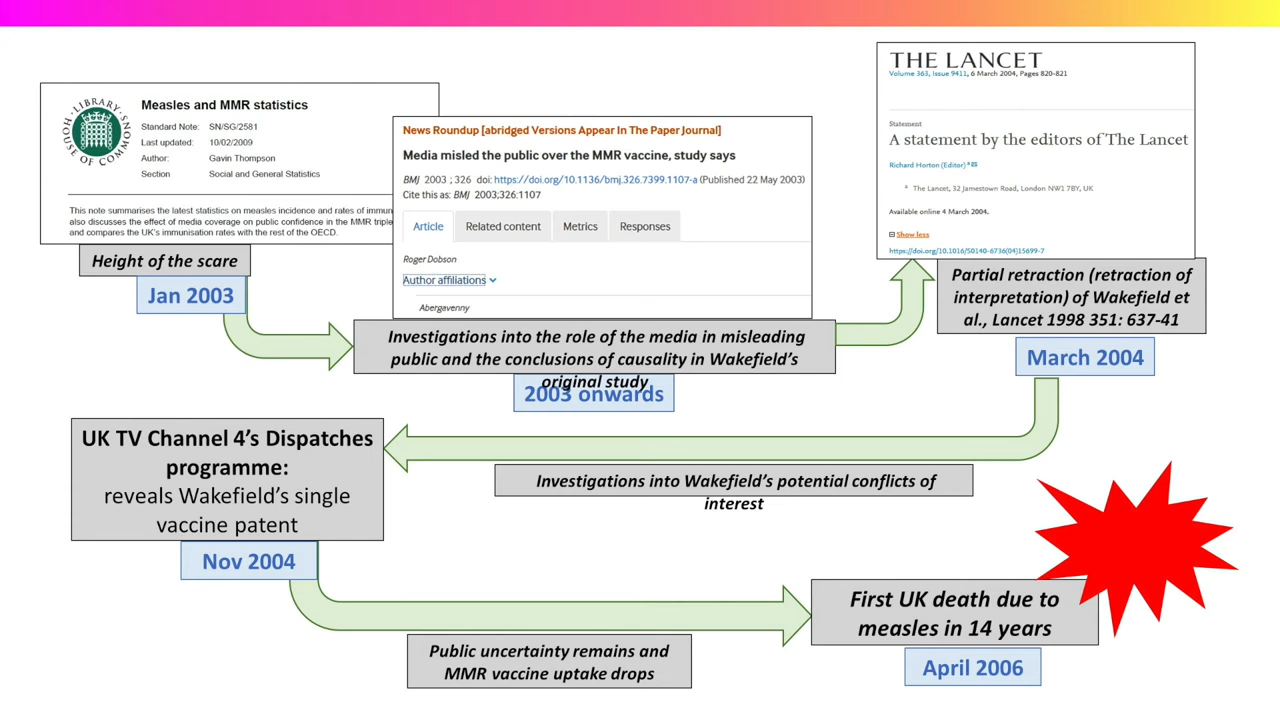 LIBRARY
HOUSE OF COMMONS
Measles and MMR statistics
Standard Note: SN/SG/2581
Last updated: 10/02/2009
Author: Gavin Thompson
Section Social and General Statistics
This note summarises the latest statistics on measles incidence and rates of immun
also discusses the effect of media coverage on public confidence in the MMR triple
and compares the UK's immunisation rates with the rest of the OECD.
Height of the scare
Jan 2003
News Roundup [abridged Versions Appear In The Paper Journal]
Media misled the public over the MMR vaccine, study says
BMJ 2003 ; 326 doi: https://doi.org/10.1136/bmj.326.7399.1107-a (Published 22 May 2003)
Cite this as: BMJ 2003;326:1107
Article Related content Metrics Responses
Roger Dobson
Author affiliations
Abergavenny
Investigations into the role of the media in misleading
public and the conclusions of causality in Wakefield's
original study
2003 onwards
THE LANCET
Volume 363, Issue 9411, 6 March 2004, Pages 820-821
Statement
A statement by the editors of The Lancet
Richard Horton (Editor) a
a The Lancet, 32 Jamestown Road, London NW1 7BY, UK
Available online 4 March 2004.
Show less
https://doi.org/10.1016/S0140-6736(04)15699-7
Partial retraction (retraction of
interpretation) of Wakefield et
al., Lancet 1998 351: 637-41
March 2004
Investigations into Wakefield's potential conflicts of
interest
UK TV Channel 4's Dispatches
programme:
reveals Wakefield's single
vaccine patent
Nov 2004
Public uncertainty remains and
MMR vaccine uptake drops
First UK death due to
measles in 14 years
April 2006